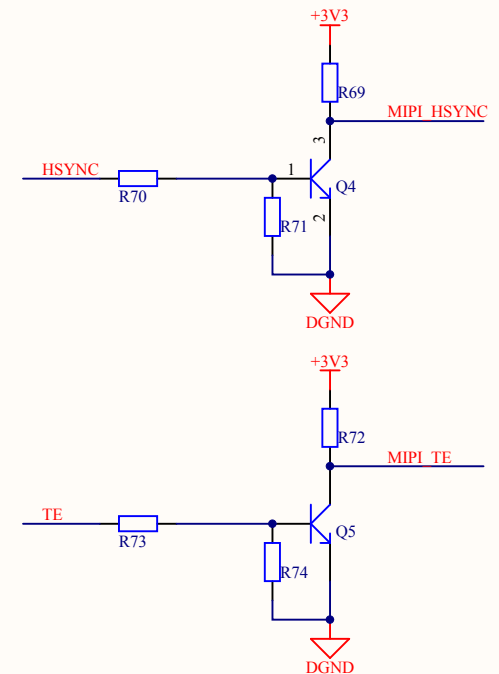 +3V3
R69
MIPI_HSYNC
3
HSYNC
1
Q4
R70
R71
2
DGND
+3V3
R72
MIPI_TE
TE
Q5
R73
R74
DGND